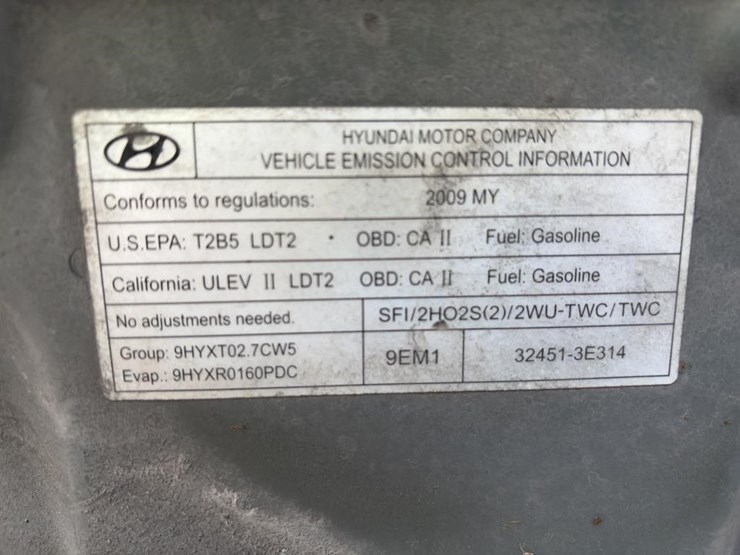 HYUNDAI MOTOR COMPANY
VEHICLE EMISSION CONTROL INFORMATION
Conforms to regulations: 2009 MY
U.S.EPA: T2B5 LDT2 · OBD: CA II Fuel: Gasoline
California: ULEV II LDT2 OBD: CA II Fuel: Gasoline
No adjustments needed. SFI/2HO2S(2)/2WU-TWC/TWC
Group: 9HYXT02.7CW5
Evap.: 9HYXR0160PDC
9EM1
32451-3E314